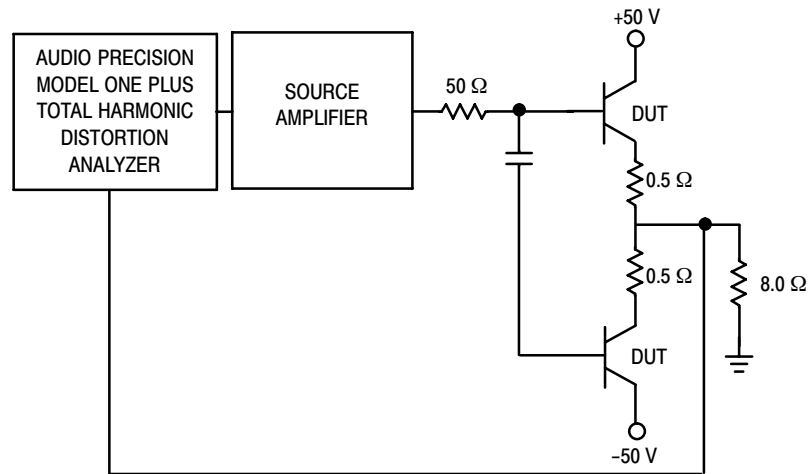 AUDIO PRECISION
MODEL ONE PLUS
TOTAL HARMONIC
DISTORTION
ANALYZER
SOURCE
AMPLIFIER
50 Ω
+50 V
DUT
0.5 Ω
0.5 Ω
8.0 Ω
DUT
−50 V